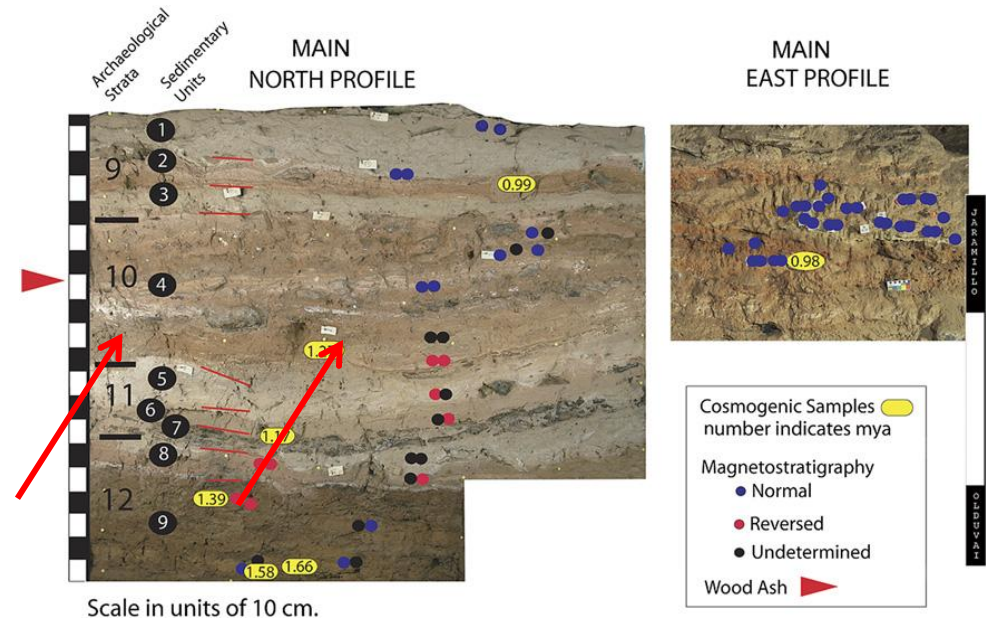 Archaeological
Strata
Sedimentary
Units
MAIN
NORTH PROFILE
MAIN
EAST PROFILE
1
9
2
3
0.99
10
4
5
11
6
7
1.17
8
12
1.39
9
1.58
1.66
0.98
JARAMILLO
OLDUVAI
Cosmogenic Samples
number indicates mya
Magnetostratigraphy
Normal
Reversed
Undetermined
Wood Ash
Scale in units of 10 cm.